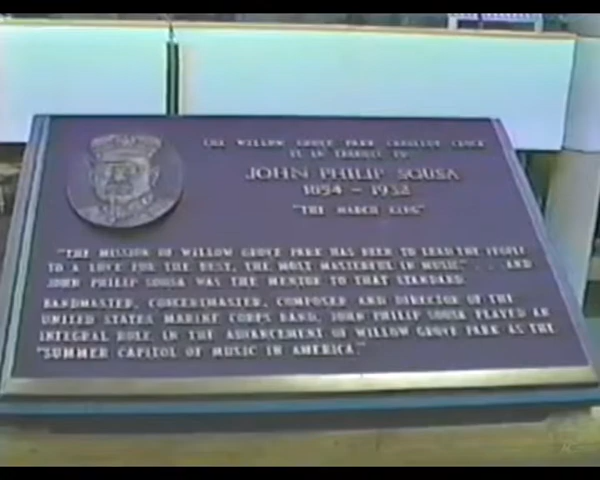 THE WILLOW GROVE PARK CAROUSEL CLOCK
IS IN TRIBUTE TO
JOHN PHILIP SOUSA
1854 - 1932
"THE MARCH KING"
"THE MISSION OF WILLOW GROVE PARK HAS BEEN TO LEAD THE PEOPLE
TO A LOVE FOR THE BEST, THE MOST MASTERFUL IN MUSIC" . . . AND
JOHN PHILIP SOUSA WAS THE MENTOR TO THAT STANDARD.
BANDMASTER, CONCERTMASTER, COMPOSER AND DIRECTOR OF THE
UNITED STATES MARINE CORPS BAND, JOHN PHILIP SOUSA PLAYED AN
INTEGRAL ROLE IN THE ADVANCEMENT OF WILLOW GROVE PARK AS THE
"SUMMER CAPITOL OF MUSIC IN AMERICA."